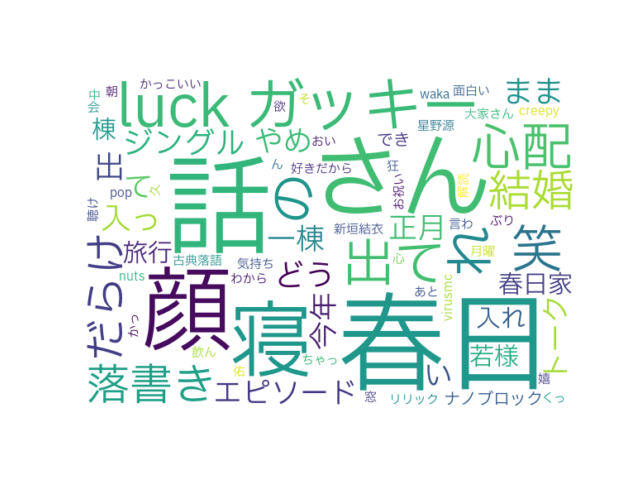 luck ガッキー まま
中会 朝 かっこいい 欲 そ waka 面白い 大家さん creepy
棟 ジングル やめ おい でき 星野源 心配
話 の さん ん 好きだから 狂 お祝い 解読 結婚
pop て 久 入っ 一棟 新垣結衣 正月 言わ ぶり
聴け だらけ 旅行 古典落語 気持ち わから どう 出 て れ 月曜 笑
nuts 顔 寝 今年 心 あと 春日 春日家
かっ 飲ん ちゃっ virusmc 入れ トーク
落書き 佑 エピソード 窓 い リリック 若様 ナノブロック 嬉 くっ